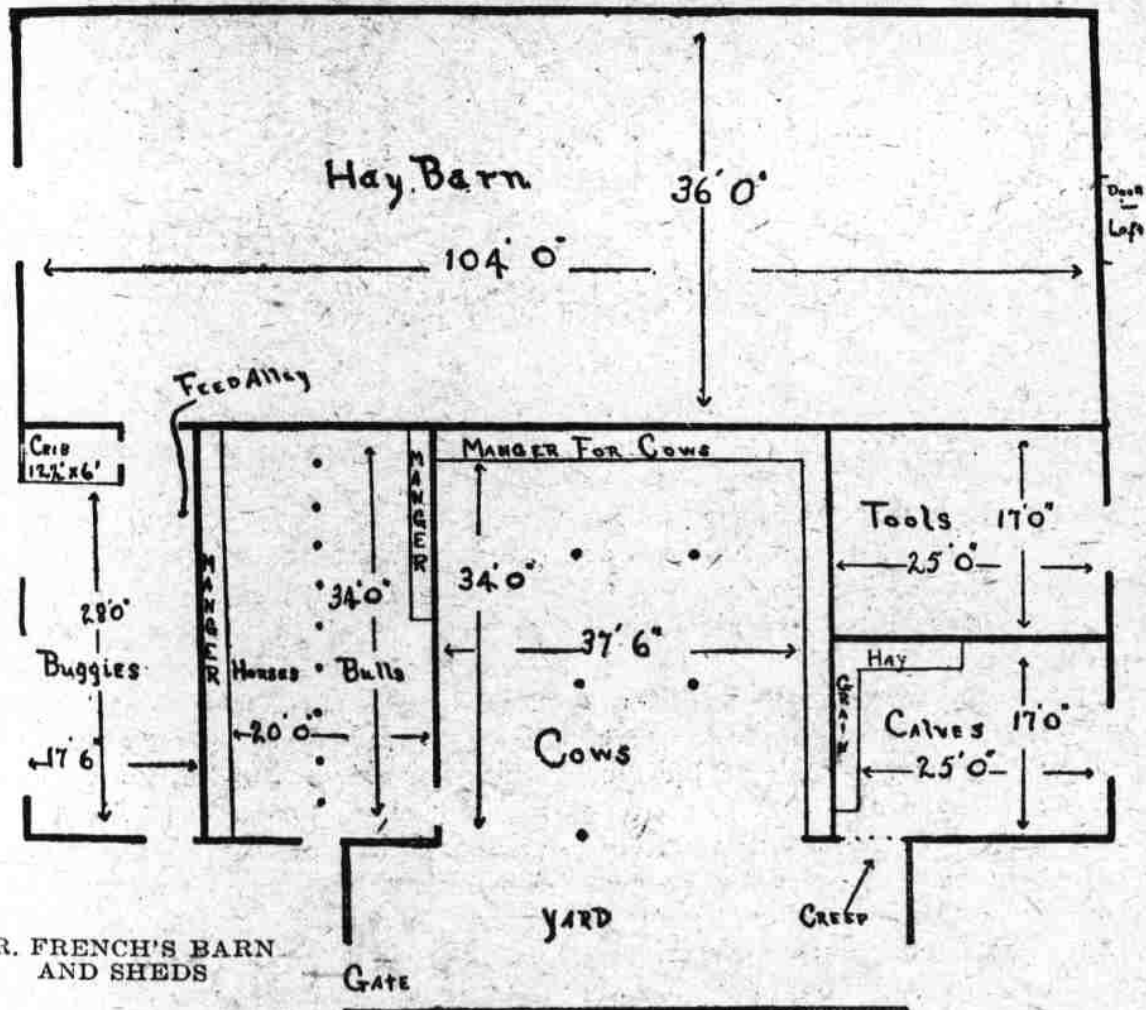 Hay Barn
36' 0"
104' 0"
Door
Loft
FEED Alley
CRIB
12½' x 6'
MANGER FOR COWS
MANGER
MANGER
Tools 17'0"
25'0"
28'0"
34'0"
34'0"
37' 6"
Buggies
Horses
Bulls
HAY
GRAIN
CALVES 17'0"
25'0"
20'0"
17'6"
COWS
YARD
CREEP
R. FRENCH'S BARN
AND SHEDS
GATE